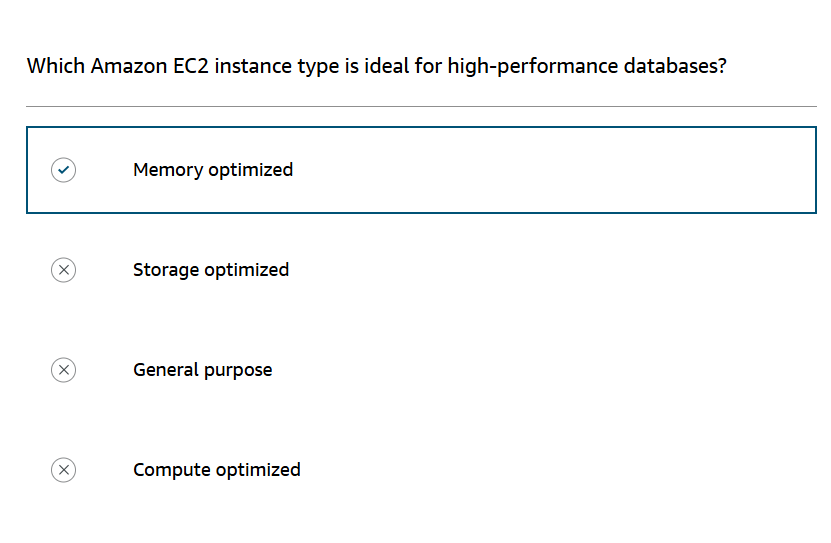 Which Amazon EC2 instance type is ideal for high-performance databases?
Memory optimized
Storage optimized
General purpose
Compute optimized